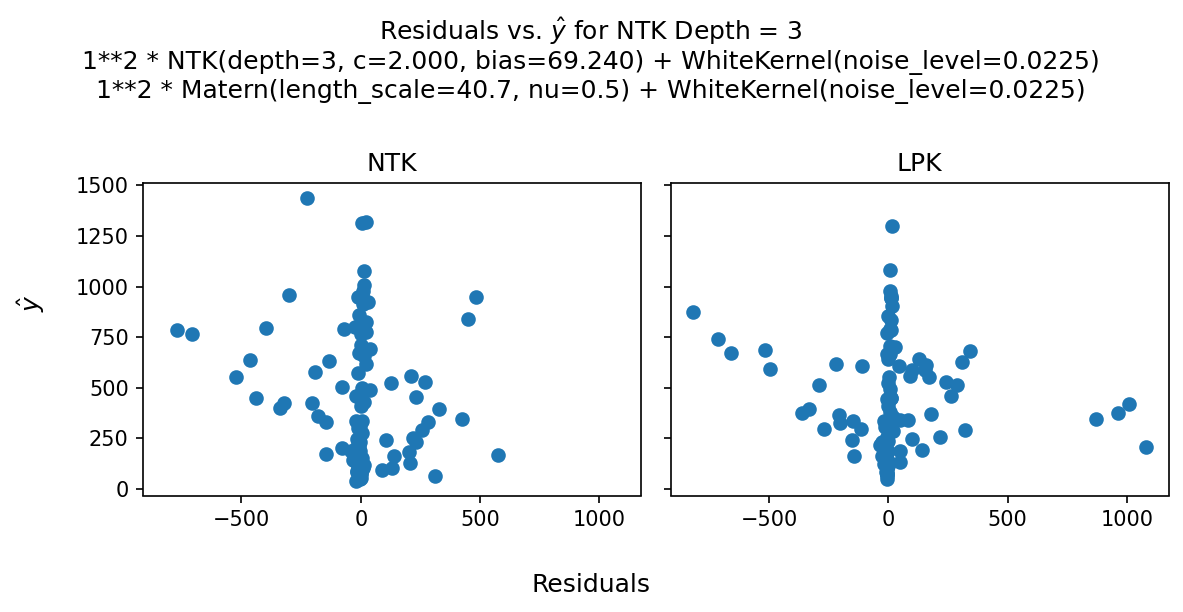 Residuals vs. ŷ for NTK Depth = 3
1**2 * NTK(depth=3, c=2.000, bias=69.240) + WhiteKernel(noise_level=0.0225)
1**2 * Matern(length_scale=40.7, nu=0.5) + WhiteKernel(noise_level=0.0225)
NTK
LPK
1500
1250
1000
750
500
250
0
ŷ
−500 0 500 1000
−500 0 500 1000
Residuals